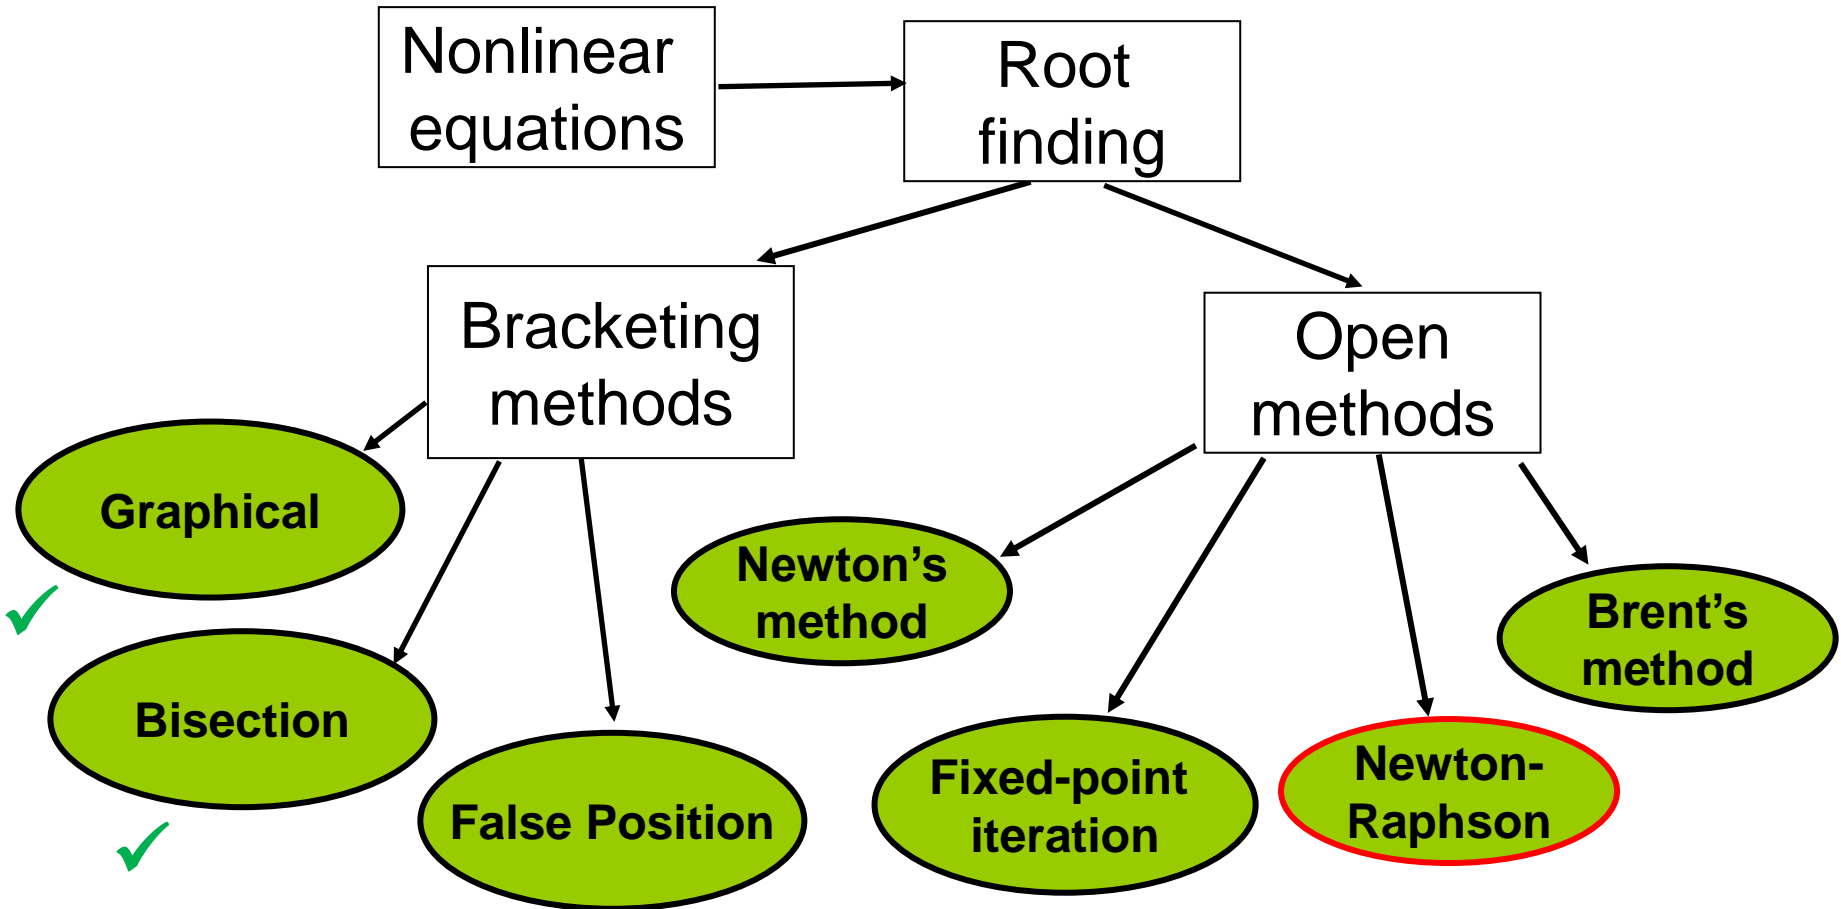 Nonlinear
equations
Root
finding
Bracketing
methods
Open
methods
Graphical
Bisection
False Position
Newton’s
method
Fixed-point
iteration
Newton-
Raphson
Brent’s
method